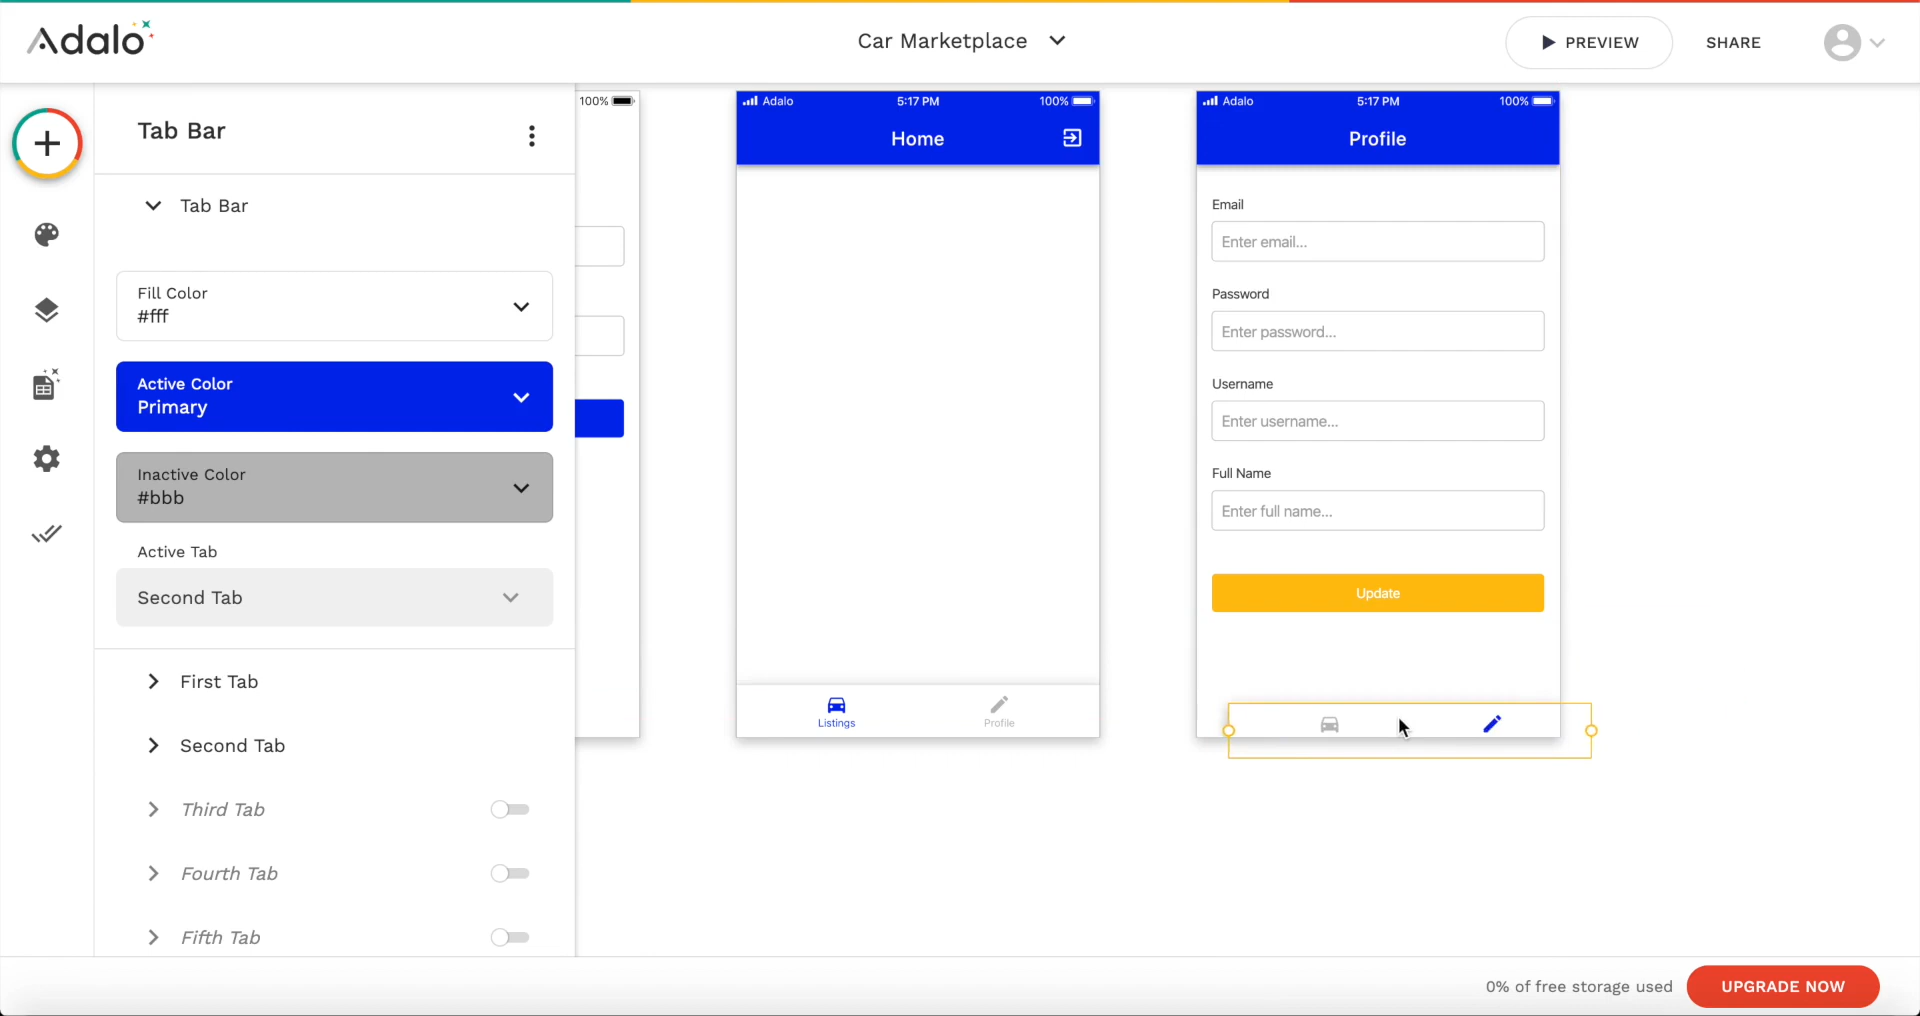 Adalo
Car Marketplace
PREVIEW
SHARE
Tab Bar
Tab Bar
Fill Color
#fff
Active Color
Primary
Inactive Color
#bbb
Active Tab
Second Tab
First Tab
Second Tab
Third Tab
Fourth Tab
Fifth Tab
100%
Adalo 5:17 PM 100%
Home
Listings Profile
Adalo 5:17 PM 100%
Profile
Email
Enter email...
Password
Enter password...
Username
Enter username...
Full Name
Enter full name...
Update
0% of free storage used
UPGRADE NOW